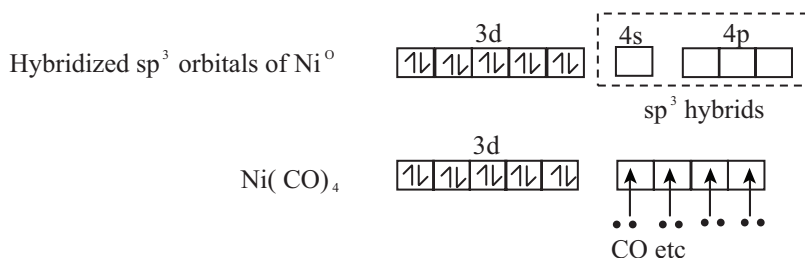 3d 4s 4p
Hybridized sp³ orbitals of Ni⁰
sp³ hybrids
3d
Ni( CO)₄
CO etc